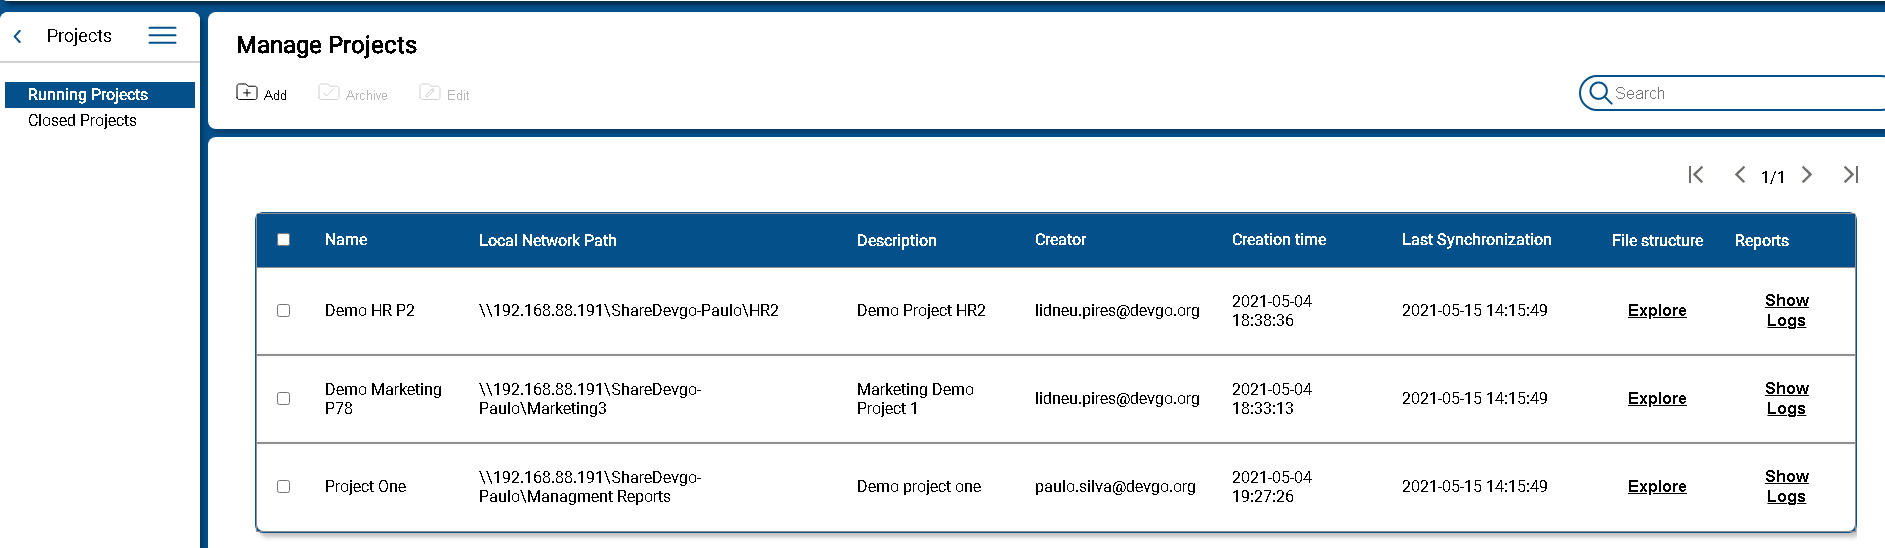 Projects
Running Projects
Closed Projects
Manage Projects
Add Archive Edit
Search
1/1
Name Local Network Path Description Creator Creation time Last Synchronization File structure Reports
Demo HR P2 \\192.168.88.191\ShareDevgo-Paulo\HR2 Demo Project HR2 lidneu.pires@devgo.org 2021-05-04 18:38:36 2021-05-15 14:15:49 Explore Show Logs
Demo Marketing P78 \\192.168.88.191\ShareDevgo-Paulo\Marketing3 Marketing Demo Project 1 lidneu.pires@devgo.org 2021-05-04 18:33:13 2021-05-15 14:15:49 Explore Show Logs
Project One \\192.168.88.191\ShareDevgo-Paulo\Managment Reports Demo project one paulo.silva@devgo.org 2021-05-04 19:27:26 2021-05-15 14:15:49 Explore Show Logs